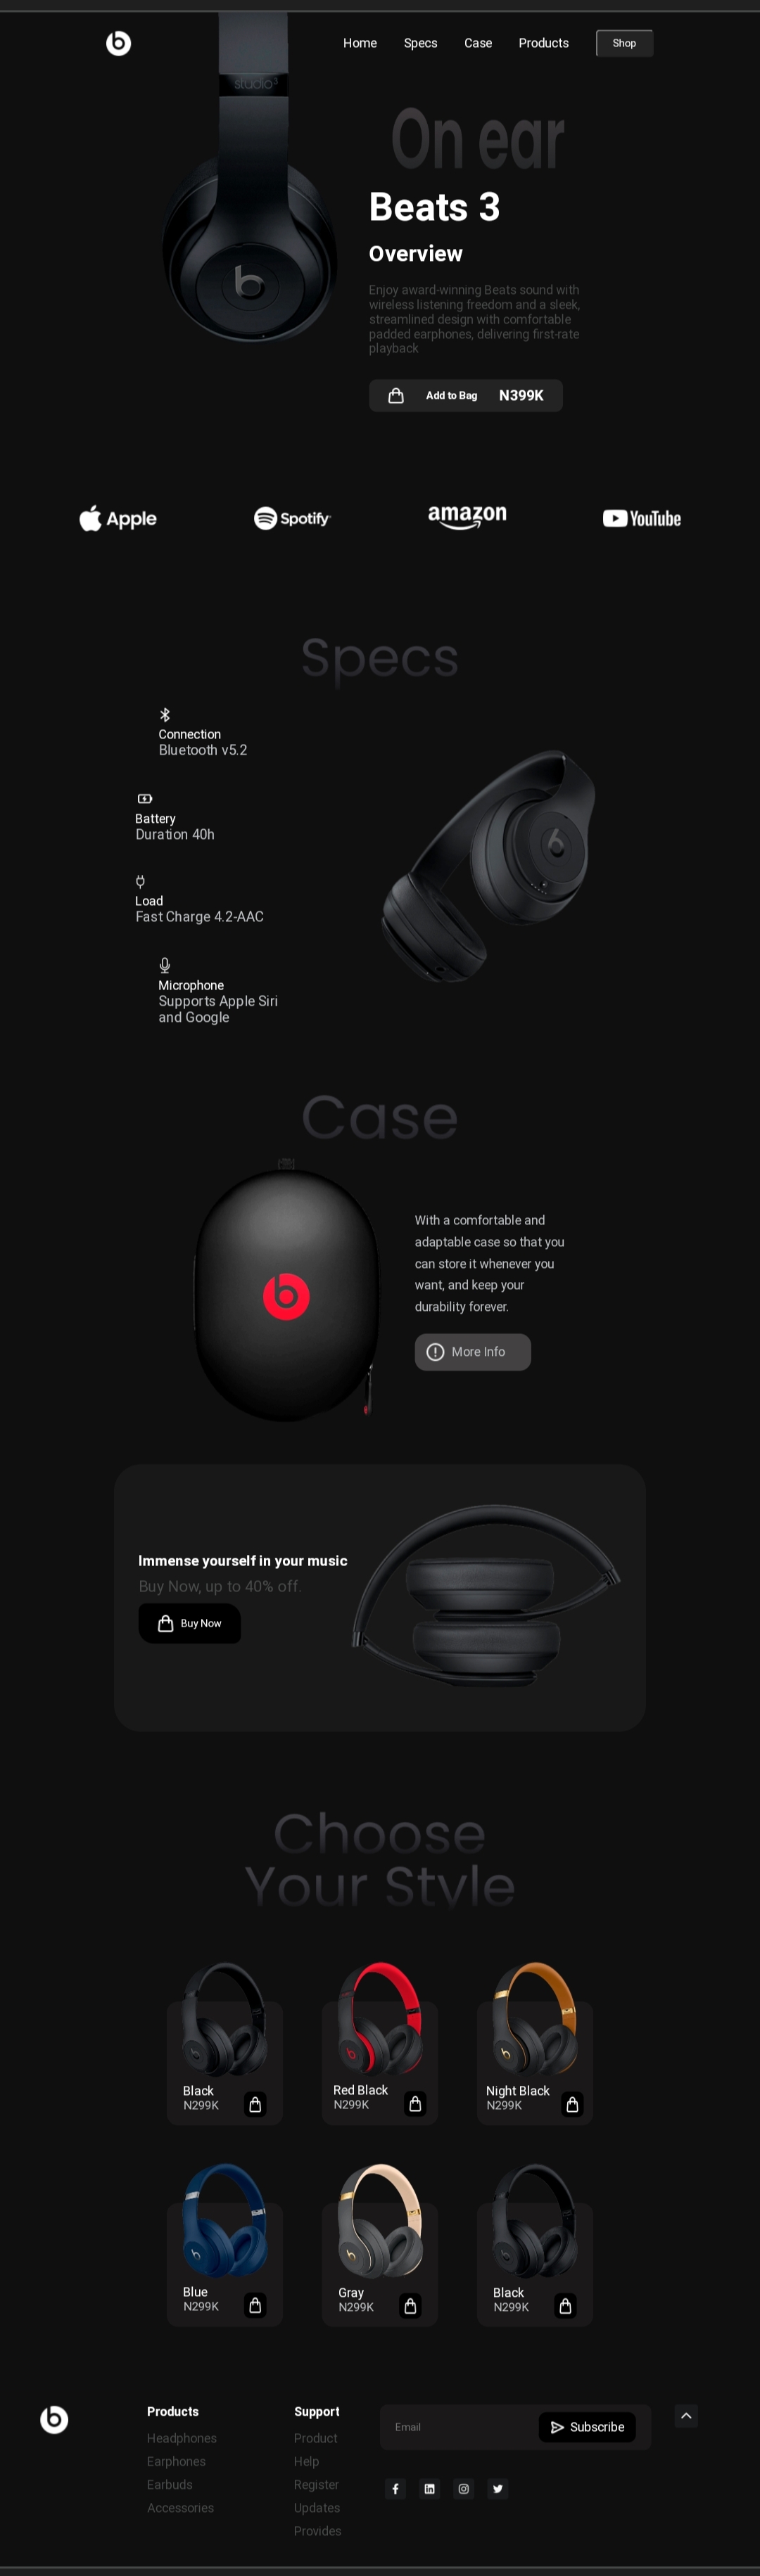 Home Specs Case Products Shop
studio³
On ear
Beats 3
Overview
Enjoy award-winning Beats sound with
wireless listening freedom and a sleek,
streamlined design with comfortable
padded earphones, delivering first-rate
playback
Add to Bag N399K
Apple Spotify amazon YouTube
Specs
Connection
Bluetooth v5.2
Battery
Duration 40h
Load
Fast Charge 4.2-AAC
Microphone
Supports Apple Siri
and Google
Case
With a comfortable and
adaptable case so that you
can store it whenever you
want, and keep your
durability forever.
More Info
Immense yourself in your music
Buy Now, up to 40% off.
Buy Now
Choose
Your Style
Black
N299K
Red Black
N299K
Night Black
N299K
Blue
N299K
Gray
N299K
Black
N299K
Products
Headphones
Earphones
Earbuds
Accessories
Support
Product
Help
Register
Updates
Provides
Email
Subscribe